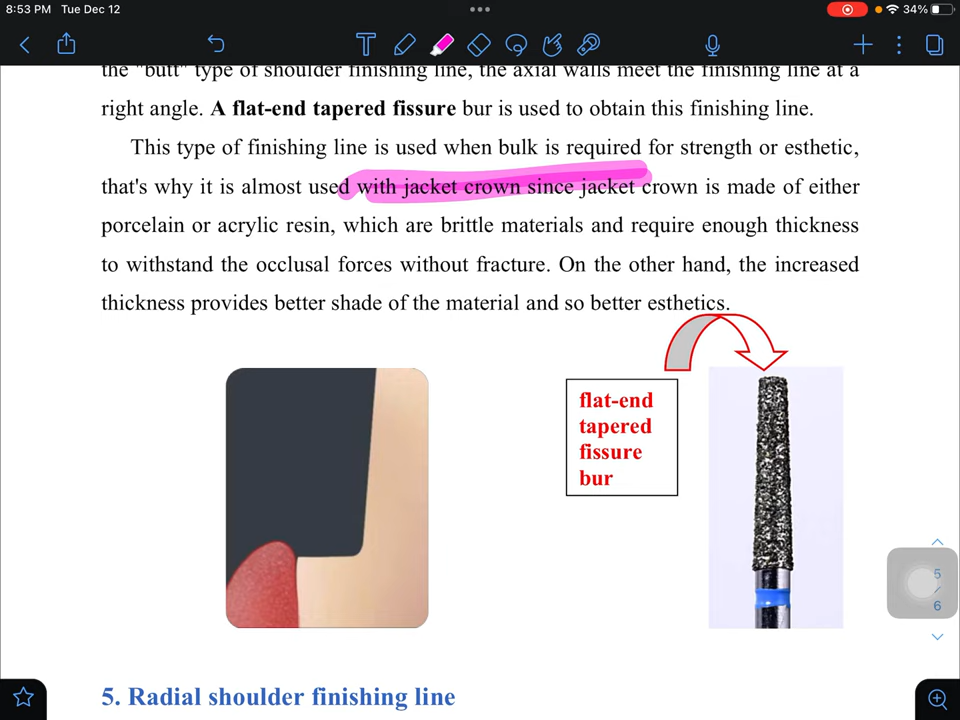 8:53 PM Tue Dec 12
34%
the "butt" type of shoulder finishing line, the axial walls meet the finishing line at a
right angle. A flat-end tapered fissure bur is used to obtain this finishing line.
This type of finishing line is used when bulk is required for strength or esthetic,
that's why it is almost used with jacket crown since jacket crown is made of either
porcelain or acrylic resin, which are brittle materials and require enough thickness
to withstand the occlusal forces without fracture. On the other hand, the increased
thickness provides better shade of the material and so better esthetics.
flat-end
tapered
fissure
bur
5
/
6
5. Radial shoulder finishing line